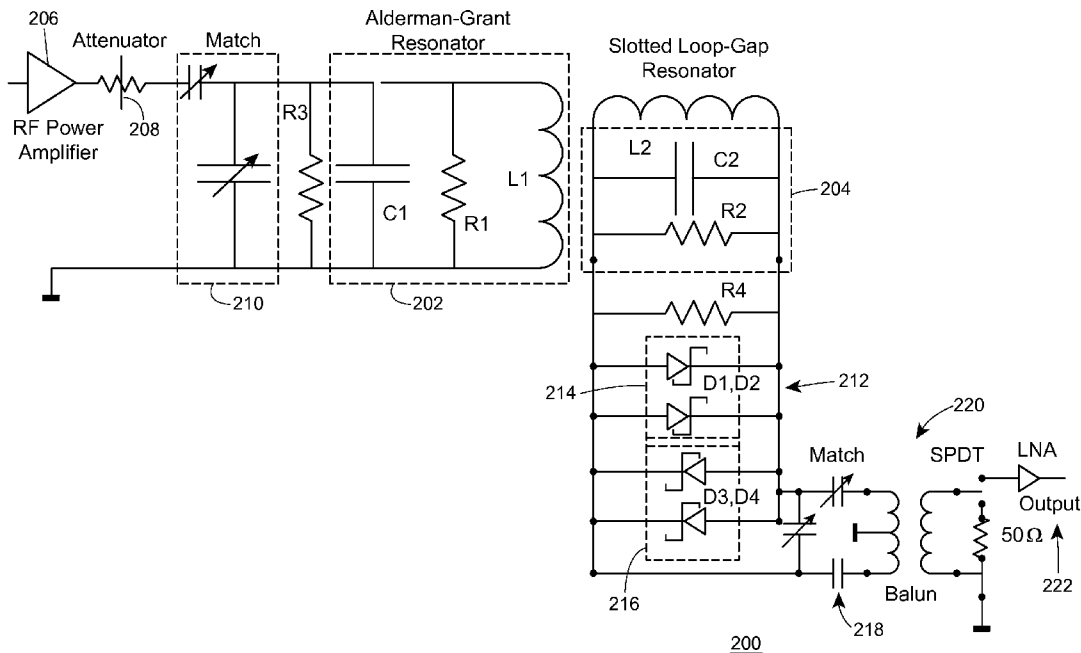 206
Attenuator
Match
Alderman-Grant
Resonator
Slotted Loop-Gap
Resonator
RF Power
Amplifier
208
R3
C1
R1
L1
L2
C2
R2
204
210
202
R4
214
D1,D2
212
220
D3,D4
Match
SPDT
LNA
Output
50Ω
222
216
218
Balun
200